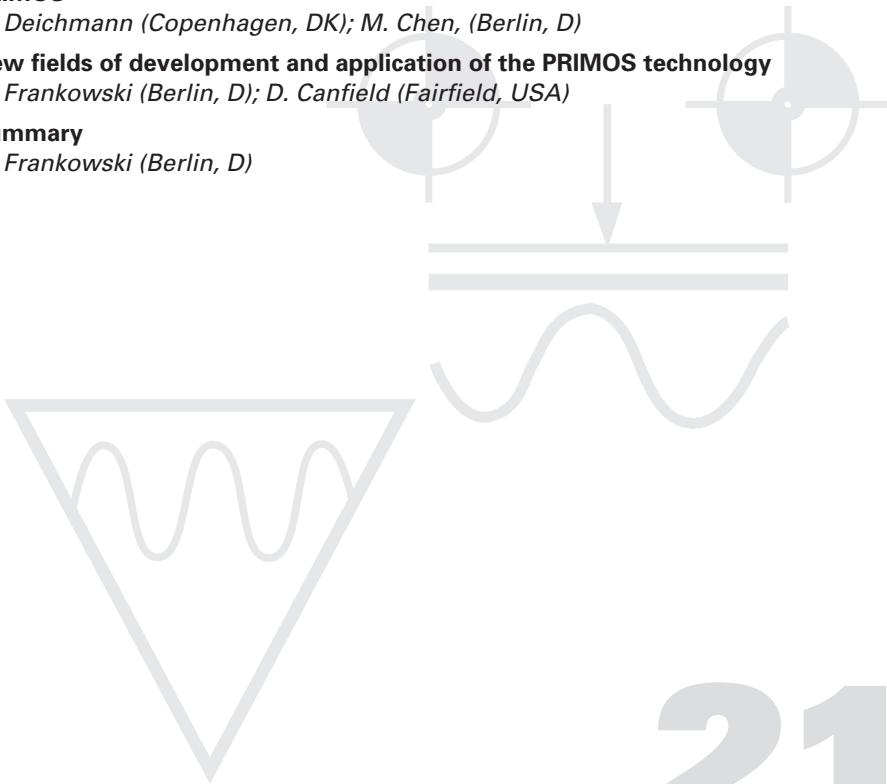 Deichmann (Copenhagen, DK); M. Chen, (Berlin, D)
ew fields of development and application of the PRIMOS technology
Frankowski (Berlin, D); D. Canfield (Fairfield, USA)
ummary
Frankowski (Berlin, D)
21